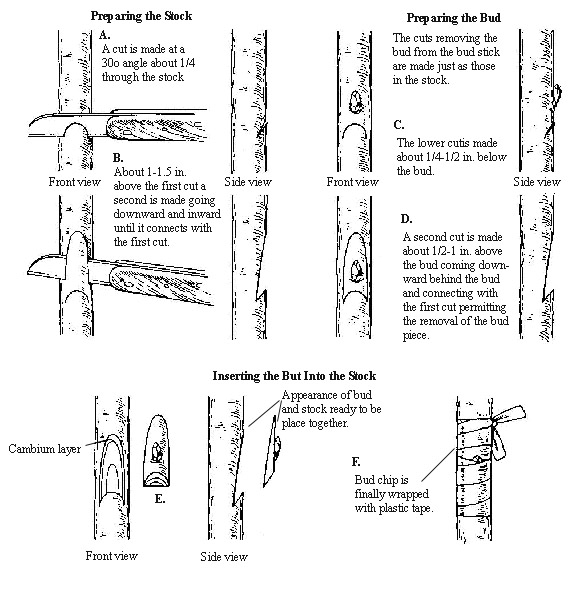 Preparing the Stock
A.
A cut is made at a
30o angle about 1/4
through the stock
B.
About 1-1.5 in.
above the first cut a
second is made going
downward and inward
until it connects with
the first cut.
Front view
Side view
Preparing the Bud
The cuts removing the
bud from the bud stick
are made just as those
in the stock.
C.
The lower cutis made
about 1/4-1/2 in. below
the bud.
Front view
Side view
D.
A second cut is made
about 1/2-1 in. above
the bud coming down-
ward behind the bud
and connecting with
the first cut permitting
the removal of the bud
piece.
Inserting the But Into the Stock
Appearance of bud
and stock ready to be
place together.
Cambium layer
E.
Front view
Side view
F.
Bud chip is
finally wrapped
with plastic tape.